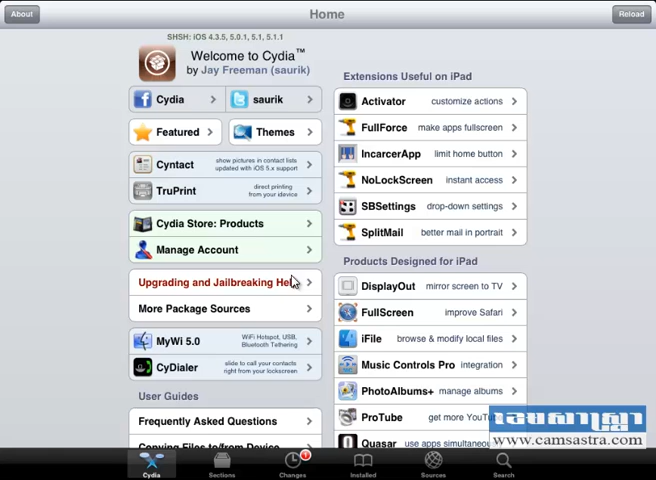 About
Home
Reload
SHSH: iOS 4.3.5, 5.0.1, 5.1, 5.1.1
Welcome to Cydia™
by Jay Freeman (saurik)
Cydia
saurik
Featured
Themes
Cyntact
show pictures in contact lists
updated with iOS 5.x support
TruPrint
direct printing
from your iDevice
Cydia Store: Products
Manage Account
Upgrading and Jailbreaking
More Package Sources
MyWi 5.0
WiFi Hotspot, USB,
Bluetooth Tethering
CyDialer
slide to call your contacts
right from your lockscreen
User Guides
Frequently Asked Questions
Copying Files to/from Device
Extensions Useful on iPad
Activator customize actions
FullForce make apps fullscreen
IncarcerApp limit home button
NoLockScreen instant access
SBSettings drop-down settings
SplitMail better mail in portrait
Products Designed for iPad
DisplayOut mirror screen to TV
FullScreen improve Safari
iFile browse & modify local files
Music Controls Pro integration
PhotoAlbums+ manage albums
ProTube get more
Quasar use apps
www.camsastra.com
Cydia
Sections
Changes
Installed
Sources
Search